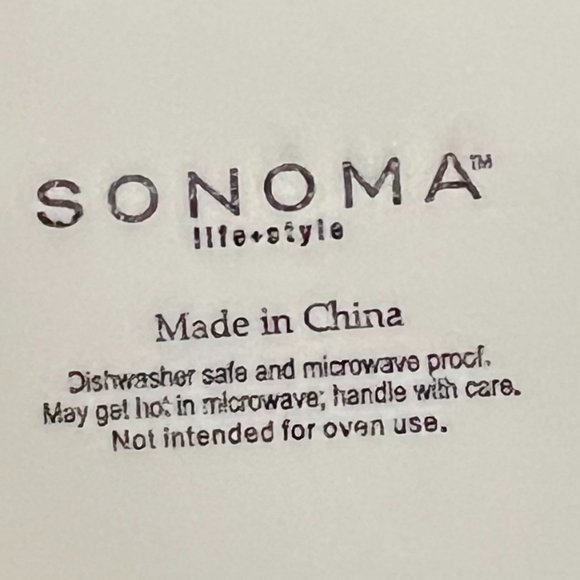 SONOMA™
life+style
Made in China
Dishwasher safe and microwave proof.
May get hot in microwave; handle with care.
Not intended for oven use.